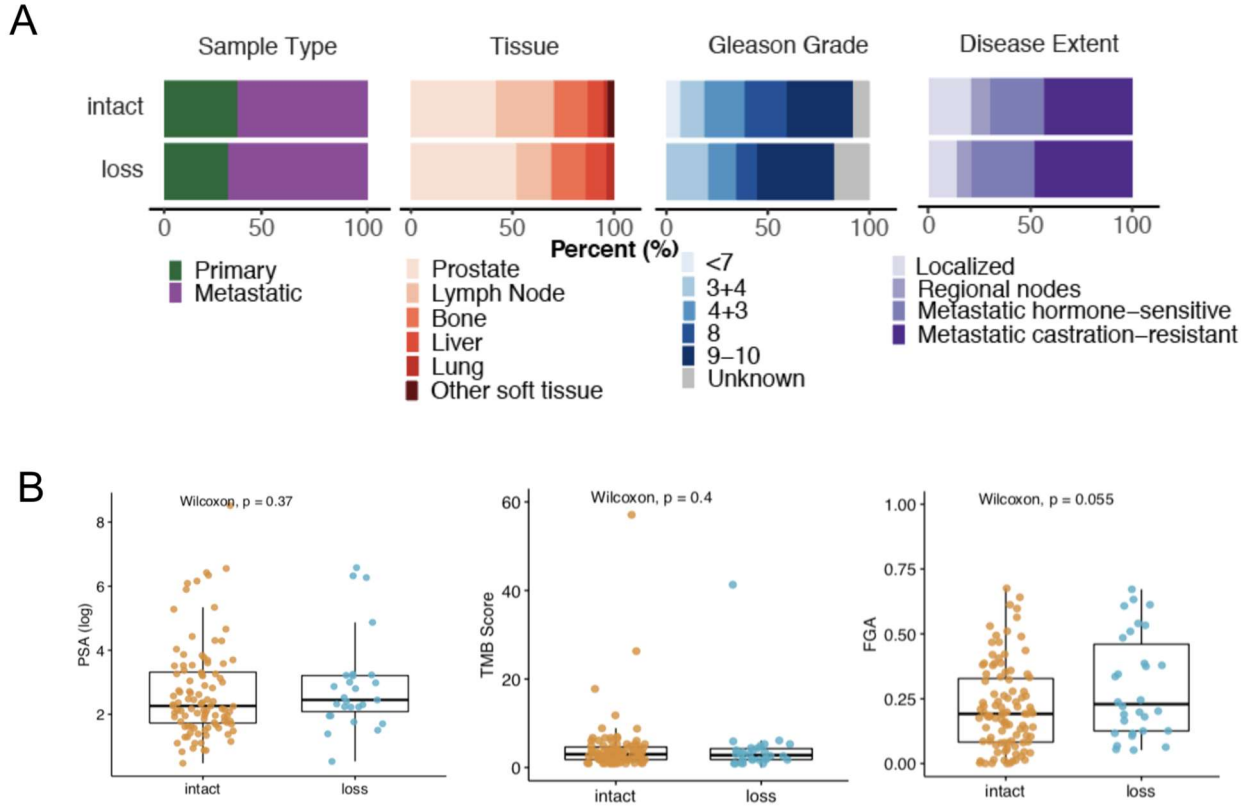 A
Sample Type Tissue Gleason Grade Disease Extent
intact
loss
0 50 100 0 50 100 0 50 100 0 50 100
Percent (%)
Primary
Metastatic
Prostate
Lymph Node
Bone
Liver
Lung
Other soft tissue
<7
3+4
4+3
8
9–10
Unknown
Localized
Regional nodes
Metastatic hormone–sensitive
Metastatic castration–resistant
B
Wilcoxon, p = 0.37
PSA (log)
8
6
4
2
intact loss
Wilcoxon, p = 0.4
TMB Score
60
40
20
0
intact loss
Wilcoxon, p = 0.055
FGA
1.00
0.75
0.50
0.25
0.00
intact loss